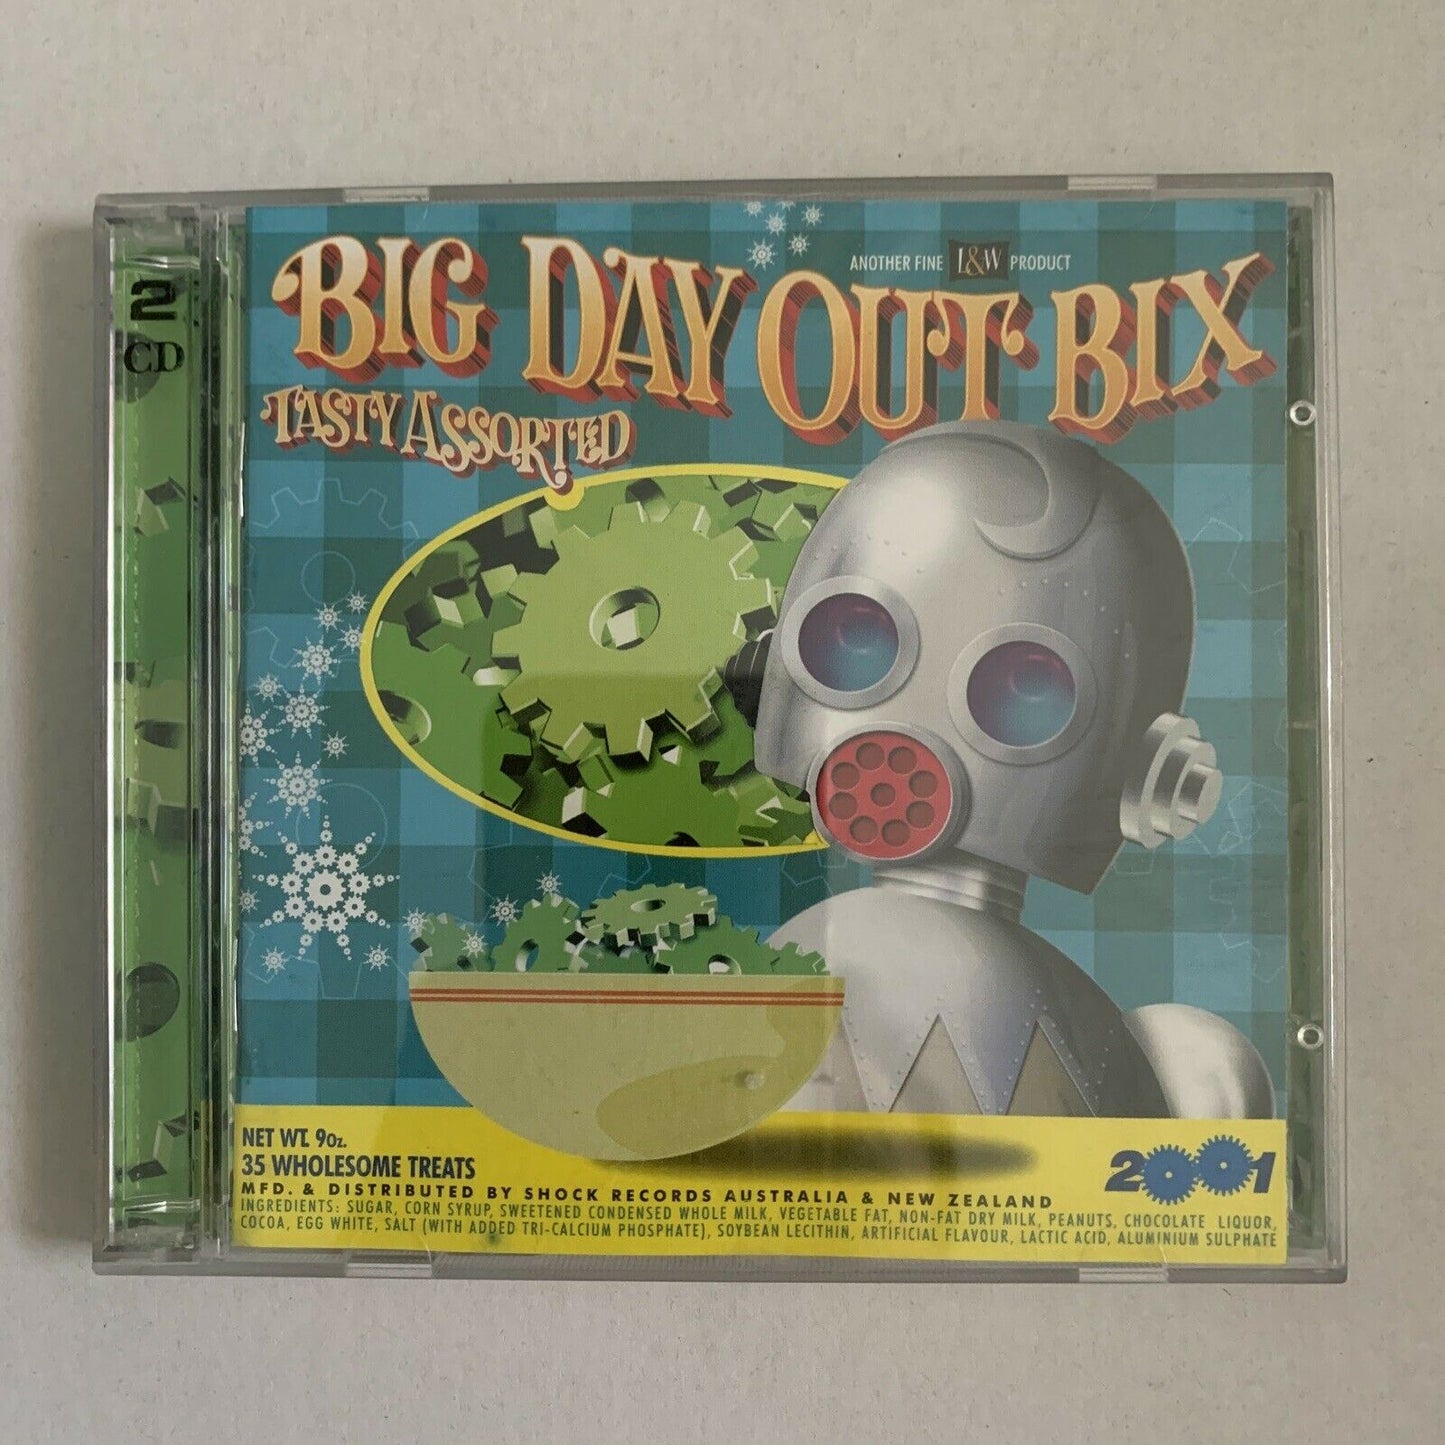 2
CD
BIG DAY OUT BIX
ANOTHER FINE L&W PRODUCT
TASTY ASSORTED
NET WT. 9OZ.
35 WHOLESOME TREATS
2001
MFD. & DISTRIBUTED BY SHOCK RECORDS AUSTRALIA & NEW ZEALAND
INGREDIENTS: SUGAR, CORN SYRUP, SWEETENED CONDENSED WHOLE MILK, VEGETABLE FAT, NON-FAT DRY MILK, PEANUTS, CHOCOLATE LIQUOR,
COCOA, EGG WHITE, SALT (WITH ADDED TRI-CALCIUM PHOSPHATE), SOYBEAN LECITHIN, ARTIFICIAL FLAVOUR, LACTIC ACID, ALUMINIUM SULPHATE